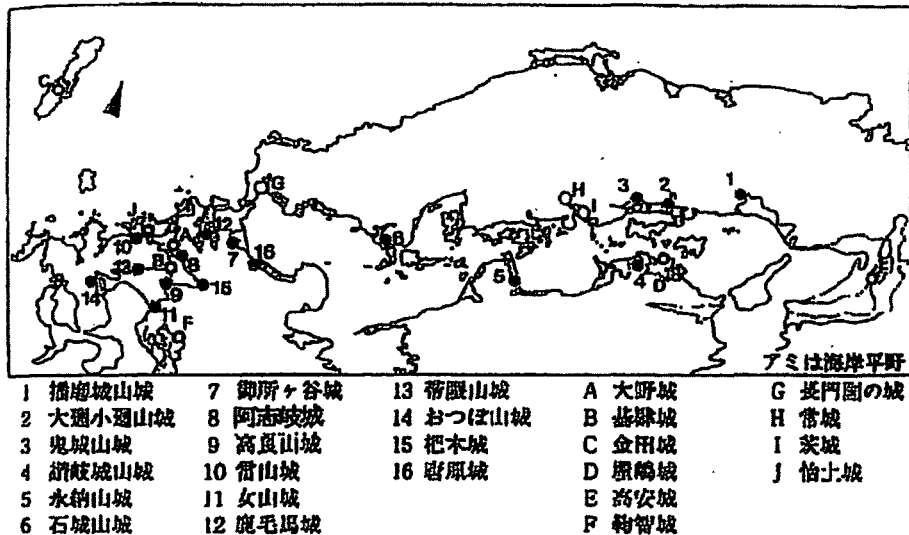 アミは海岸平野
1 播磨城山城
2 大廻小廻山城
3 鬼城山城
4 讃岐城山城
5 永納山城
6 石城山城
7 御所ヶ谷城
8 阿志岐城
9 高良山城
10 雷山城
11 女山城
12 鹿毛馬城
13 帯隈山城
14 おつぼ山城
15 杷木城
16 唐原城
A 大野城
B 基肄城
C 金田城
D 屋嶋城
E 高安城
F 鞠智城
G 長門国の城
H 常城
I 茨城
J 怡土城